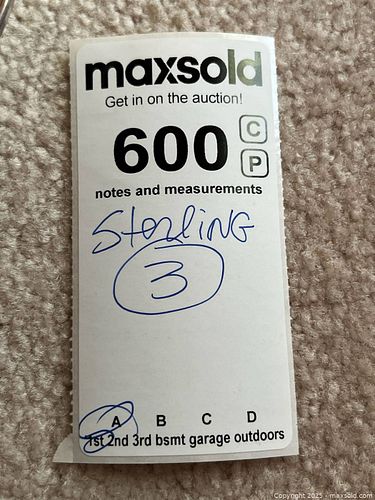 maxsold
Get in on the auction!
600 C
P
notes and measurements
Sterling
3
A B C D
1st 2nd 3rd bsmt garage outdoors
Copyright 2025 - maxsold.com